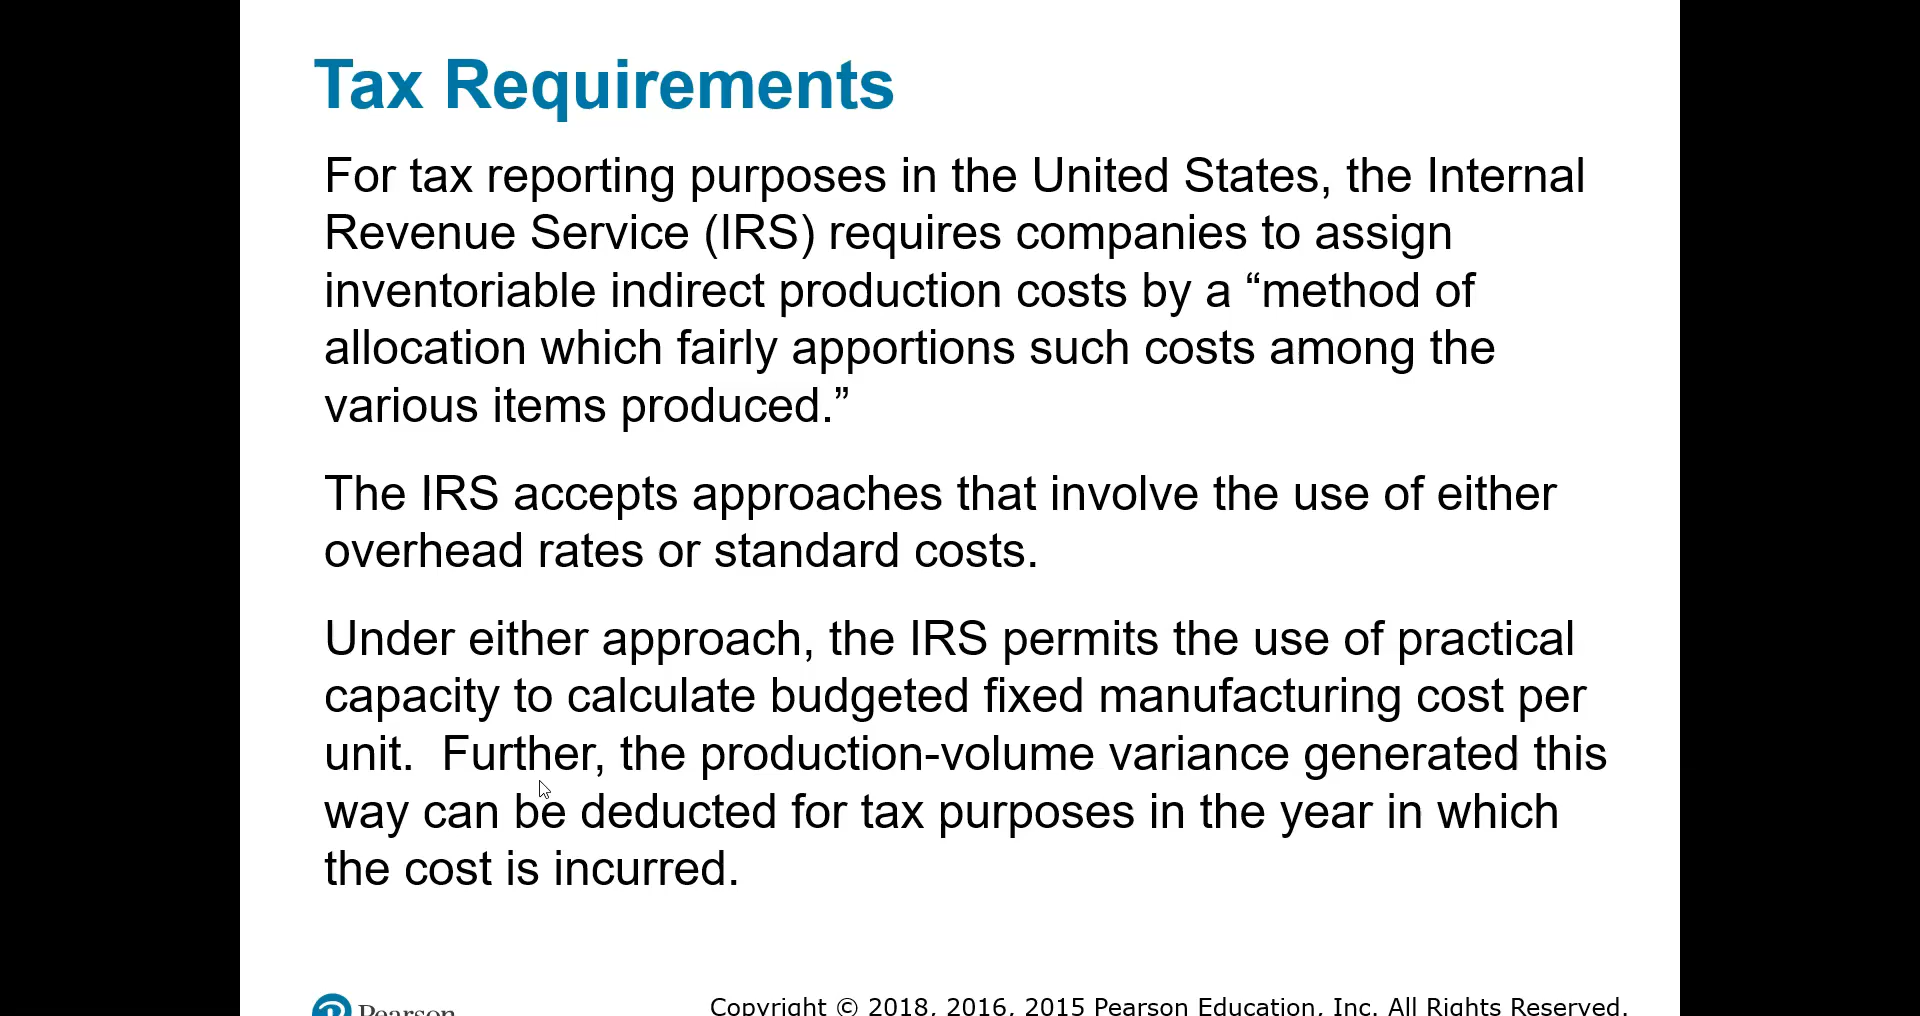 Tax Requirements
For tax reporting purposes in the United States, the Internal
Revenue Service (IRS) requires companies to assign
inventoriable indirect production costs by a “method of
allocation which fairly apportions such costs among the
various items produced.”
The IRS accepts approaches that involve the use of either
overhead rates or standard costs.
Under either approach, the IRS permits the use of practical
capacity to calculate budgeted fixed manufacturing cost per
unit.  Further, the production-volume variance generated this
way can be deducted for tax purposes in the year in which
the cost is incurred.
Pearson
Copyright © 2018, 2016, 2015 Pearson Education, Inc. All Rights Reserved.